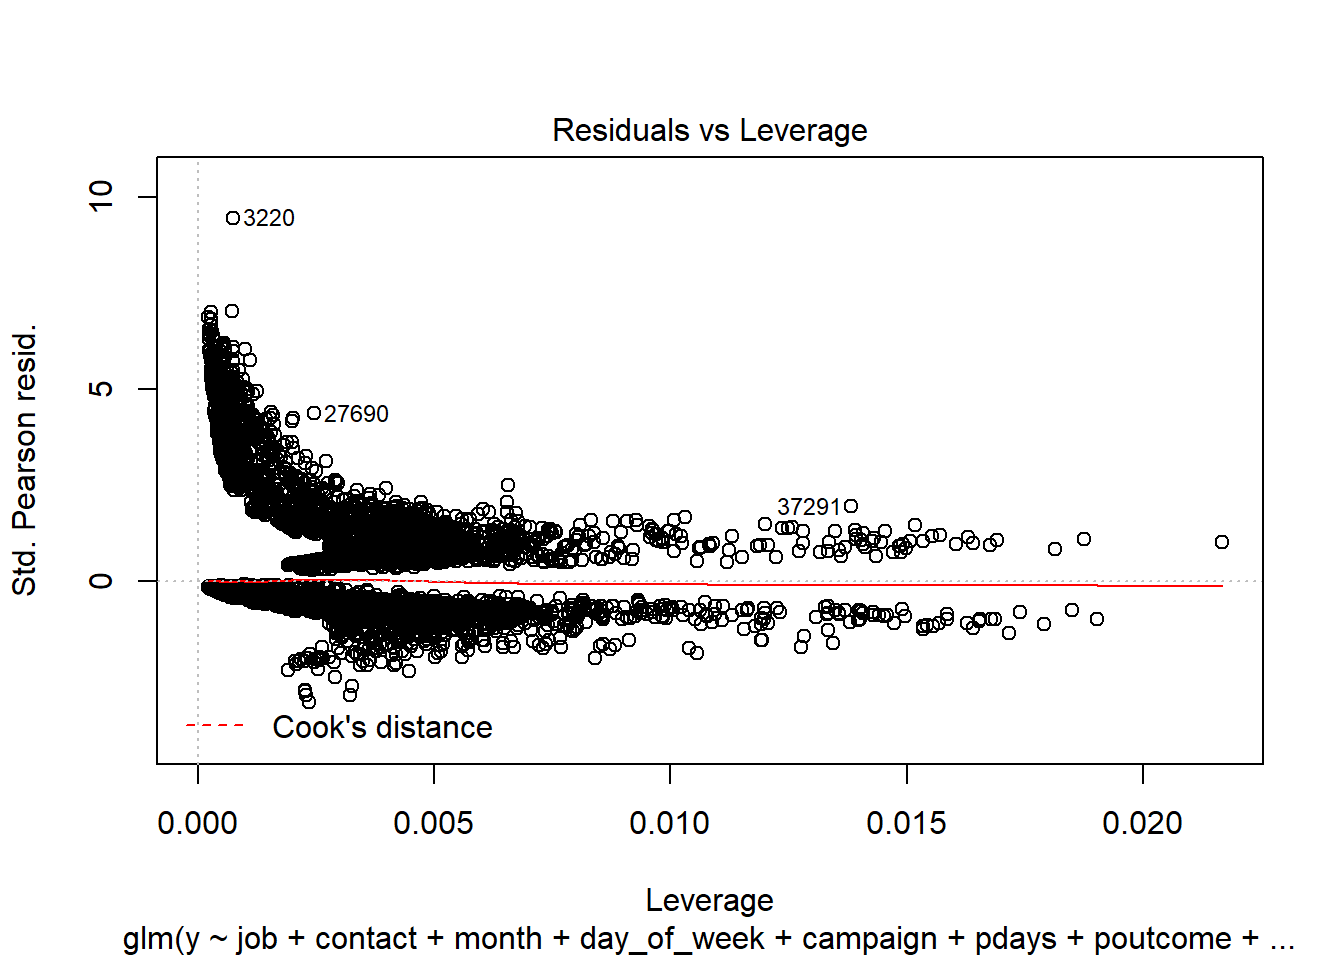 Residuals vs Leverage
Std. Pearson resid.
10
5
0
3220
27690
37291
Cook's distance
0.000 0.005 0.010 0.015 0.020
Leverage
glm(y ~ job + contact + month + day_of_week + campaign + pdays + poutcome + ...